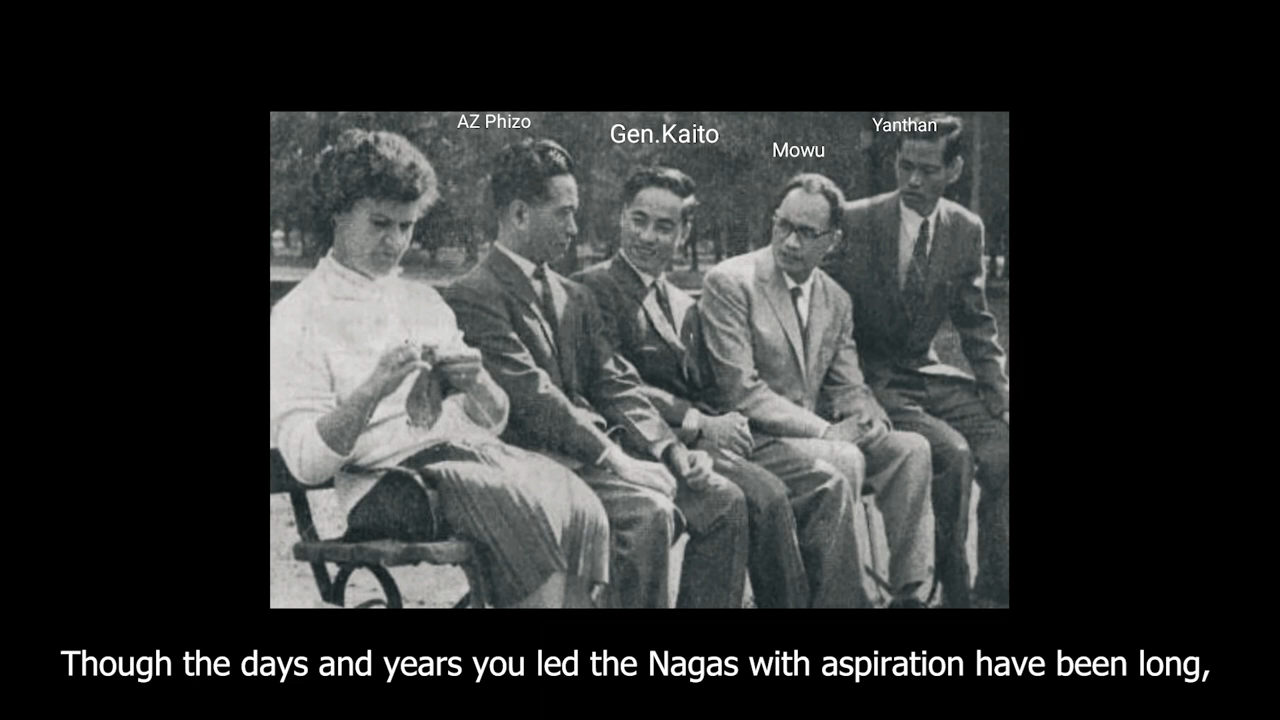 AZ Phizo
Gen.Kaito
Mowu
Yanthan
Though the days and years you led the Nagas with aspiration have been long,